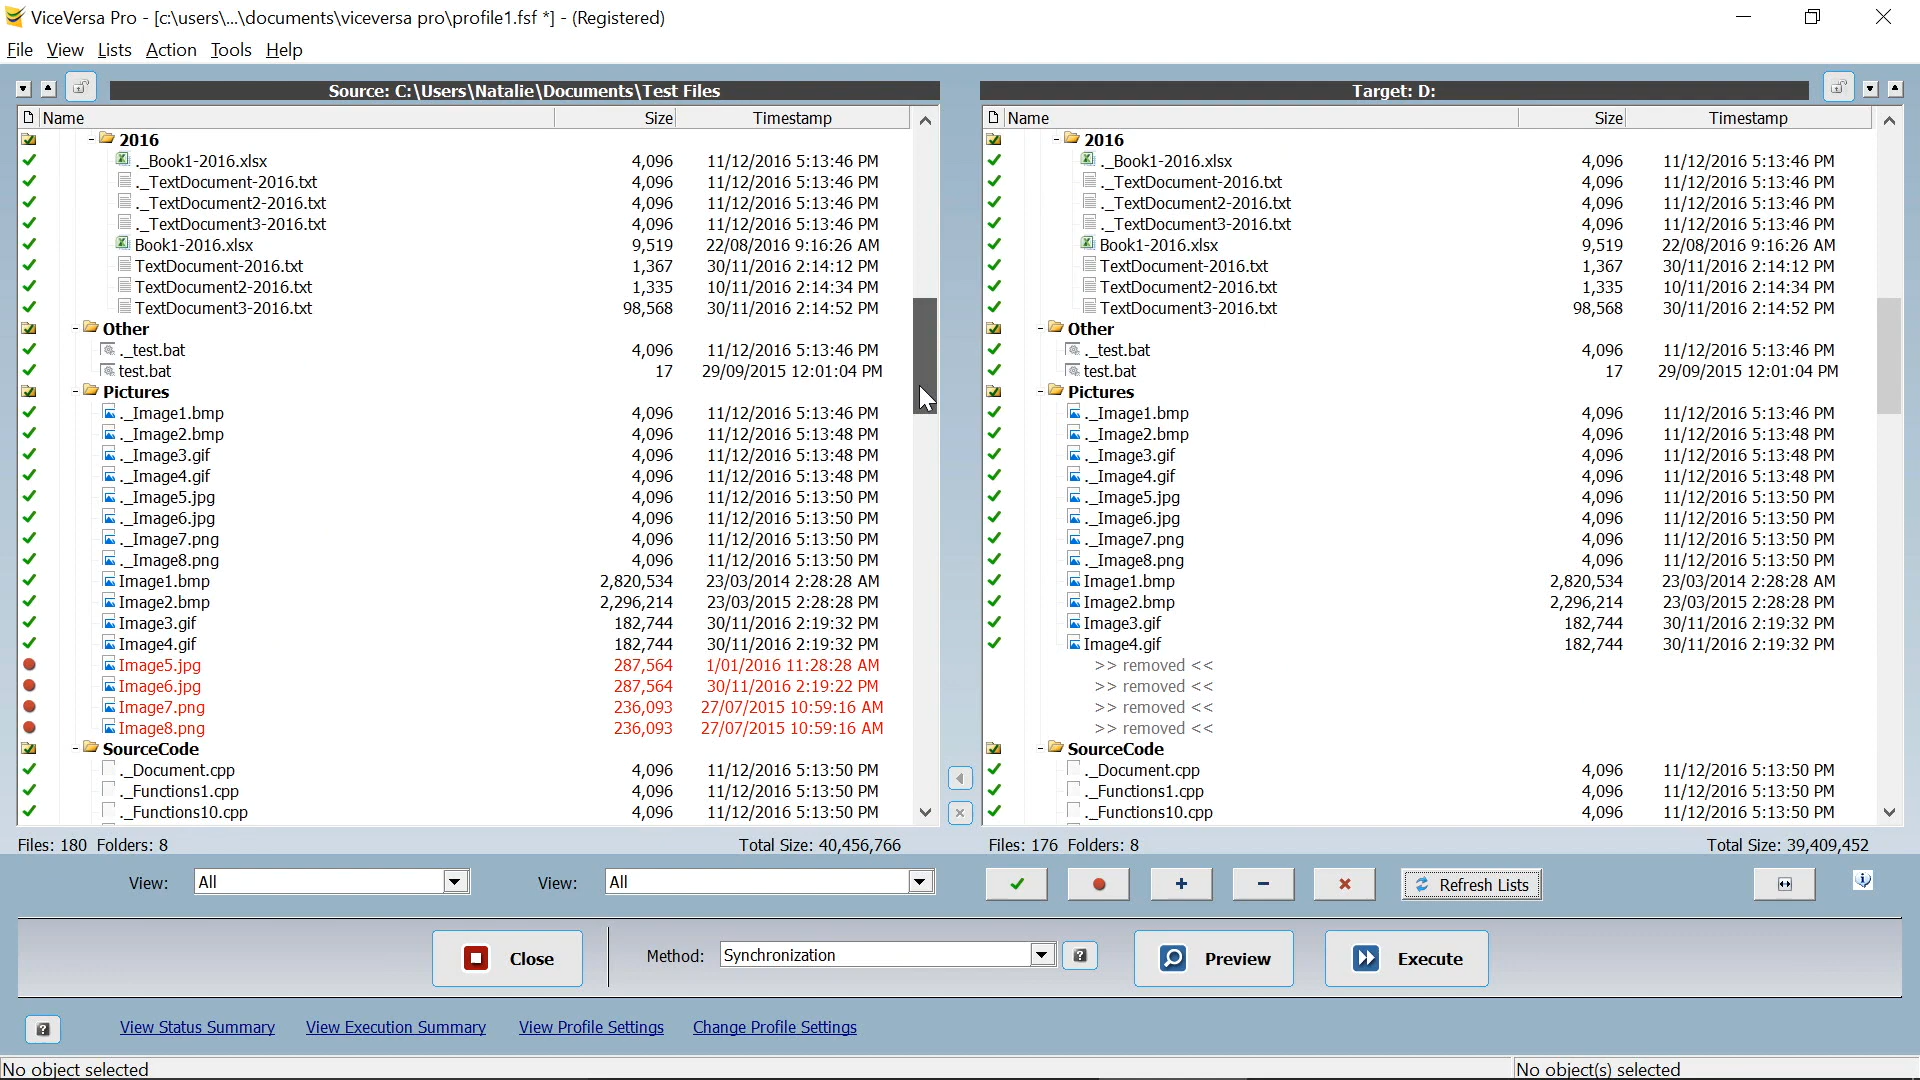 ViceVersa Pro - [c:\users\...\documents\viceversa pro\profile1.fsf *] - (Registered)
File View Lists Action Tools Help
Source: C:\Users\Natalie\Documents\Test Files
Target: D:
Name Size Timestamp
Name Size Timestamp
2016
2016
._Book1-2016.xlsx 4,096 11/12/2016 5:13:46 PM
._Book1-2016.xlsx 4,096 11/12/2016 5:13:46 PM
._TextDocument-2016.txt 4,096 11/12/2016 5:13:46 PM
._TextDocument-2016.txt 4,096 11/12/2016 5:13:46 PM
._TextDocument2-2016.txt 4,096 11/12/2016 5:13:46 PM
._TextDocument2-2016.txt 4,096 11/12/2016 5:13:46 PM
._TextDocument3-2016.txt 4,096 11/12/2016 5:13:46 PM
._TextDocument3-2016.txt 4,096 11/12/2016 5:13:46 PM
Book1-2016.xlsx 9,519 22/08/2016 9:16:26 AM
Book1-2016.xlsx 9,519 22/08/2016 9:16:26 AM
TextDocument-2016.txt 1,367 30/11/2016 2:14:12 PM
TextDocument-2016.txt 1,367 30/11/2016 2:14:12 PM
TextDocument2-2016.txt 1,335 10/11/2016 2:14:34 PM
TextDocument2-2016.txt 1,335 10/11/2016 2:14:34 PM
TextDocument3-2016.txt 98,568 30/11/2016 2:14:52 PM
TextDocument3-2016.txt 98,568 30/11/2016 2:14:52 PM
Other
Other
._test.bat 4,096 11/12/2016 5:13:46 PM
._test.bat 4,096 11/12/2016 5:13:46 PM
test.bat 17 29/09/2015 12:01:04 PM
test.bat 17 29/09/2015 12:01:04 PM
Pictures
Pictures
._Image1.bmp 4,096 11/12/2016 5:13:46 PM
._Image1.bmp 4,096 11/12/2016 5:13:46 PM
._Image2.bmp 4,096 11/12/2016 5:13:48 PM
._Image2.bmp 4,096 11/12/2016 5:13:48 PM
._Image3.gif 4,096 11/12/2016 5:13:48 PM
._Image3.gif 4,096 11/12/2016 5:13:48 PM
._Image4.gif 4,096 11/12/2016 5:13:48 PM
._Image4.gif 4,096 11/12/2016 5:13:48 PM
._Image5.jpg 4,096 11/12/2016 5:13:50 PM
._Image5.jpg 4,096 11/12/2016 5:13:50 PM
._Image6.jpg 4,096 11/12/2016 5:13:50 PM
._Image6.jpg 4,096 11/12/2016 5:13:50 PM
._Image7.png 4,096 11/12/2016 5:13:50 PM
._Image7.png 4,096 11/12/2016 5:13:50 PM
._Image8.png 4,096 11/12/2016 5:13:50 PM
._Image8.png 4,096 11/12/2016 5:13:50 PM
Image1.bmp 2,820,534 23/03/2014 2:28:28 AM
Image1.bmp 2,820,534 23/03/2014 2:28:28 AM
Image2.bmp 2,296,214 23/03/2015 2:28:28 PM
Image2.bmp 2,296,214 23/03/2015 2:28:28 PM
Image3.gif 182,744 30/11/2016 2:19:32 PM
Image3.gif 182,744 30/11/2016 2:19:32 PM
Image4.gif 182,744 30/11/2016 2:19:32 PM
Image4.gif 182,744 30/11/2016 2:19:32 PM
Image5.jpg 287,564 1/01/2016 11:28:28 AM
>> removed <<
Image6.jpg 287,564 30/11/2016 2:19:22 PM
>> removed <<
Image7.png 236,093 27/07/2015 10:59:16 AM
>> removed <<
Image8.png 236,093 27/07/2015 10:59:16 AM
>> removed <<
SourceCode
SourceCode
._Document.cpp 4,096 11/12/2016 5:13:50 PM
._Document.cpp 4,096 11/12/2016 5:13:50 PM
._Functions1.cpp 4,096 11/12/2016 5:13:50 PM
._Functions1.cpp 4,096 11/12/2016 5:13:50 PM
._Functions10.cpp 4,096 11/12/2016 5:13:50 PM
._Functions10.cpp 4,096 11/12/2016 5:13:50 PM
Files: 180 Folders: 8 Total Size: 40,456,766
Files: 176 Folders: 8 Total Size: 39,409,452
View: All View: All Refresh Lists
Close Method: Synchronization ? Preview Execute
? View Status Summary View Execution Summary View Profile Settings Change Profile Settings
No object selected
No object(s) selected